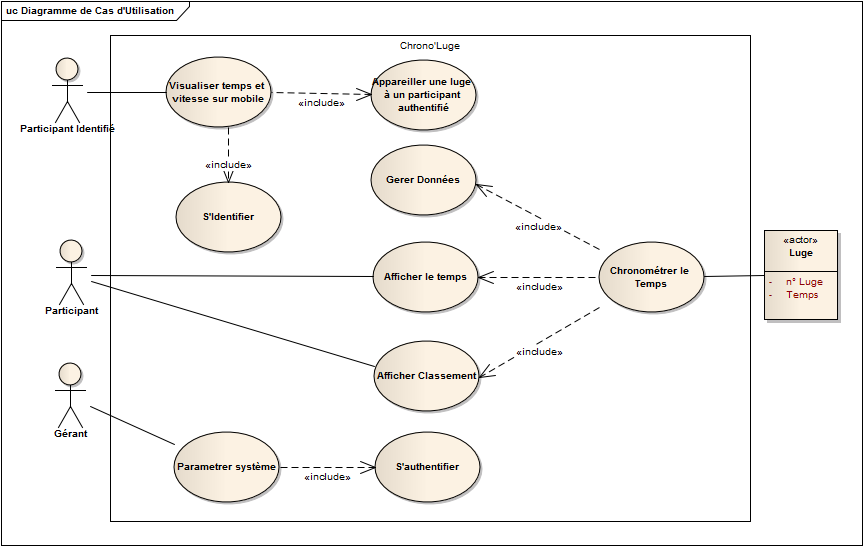 uc Diagramme de Cas d'Utilisation
Chrono'Luge
Participant Identifié
Visualiser temps et
vitesse sur mobile
«include»
Appareiller une luge
à un participant
authentifié
«include»
S'Identifier
Gerer Données
«include»
Participant
Afficher le temps
«include»
Chronométrer le
Temps
«actor»
Luge
- n° Luge
- Temps
«include»
Afficher Classement
Gérant
Parametrer système
«include»
S'authentifier